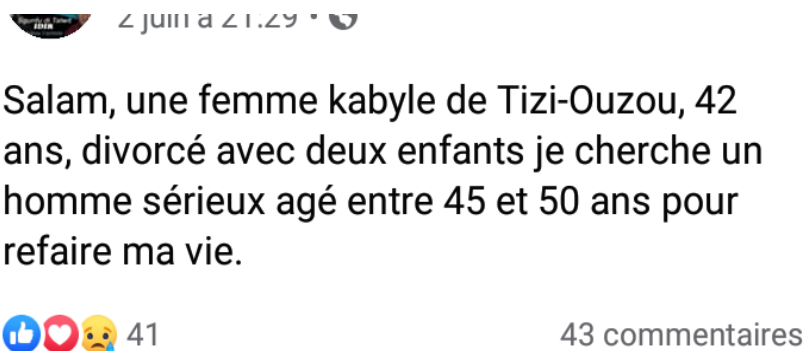 2 juin à 21:29
Salam, une femme kabyle de Tizi-Ouzou, 42
ans, divorcé avec deux enfants je cherche un
homme sérieux agé entre 45 et 50 ans pour
refaire ma vie.
41 43 commentaires